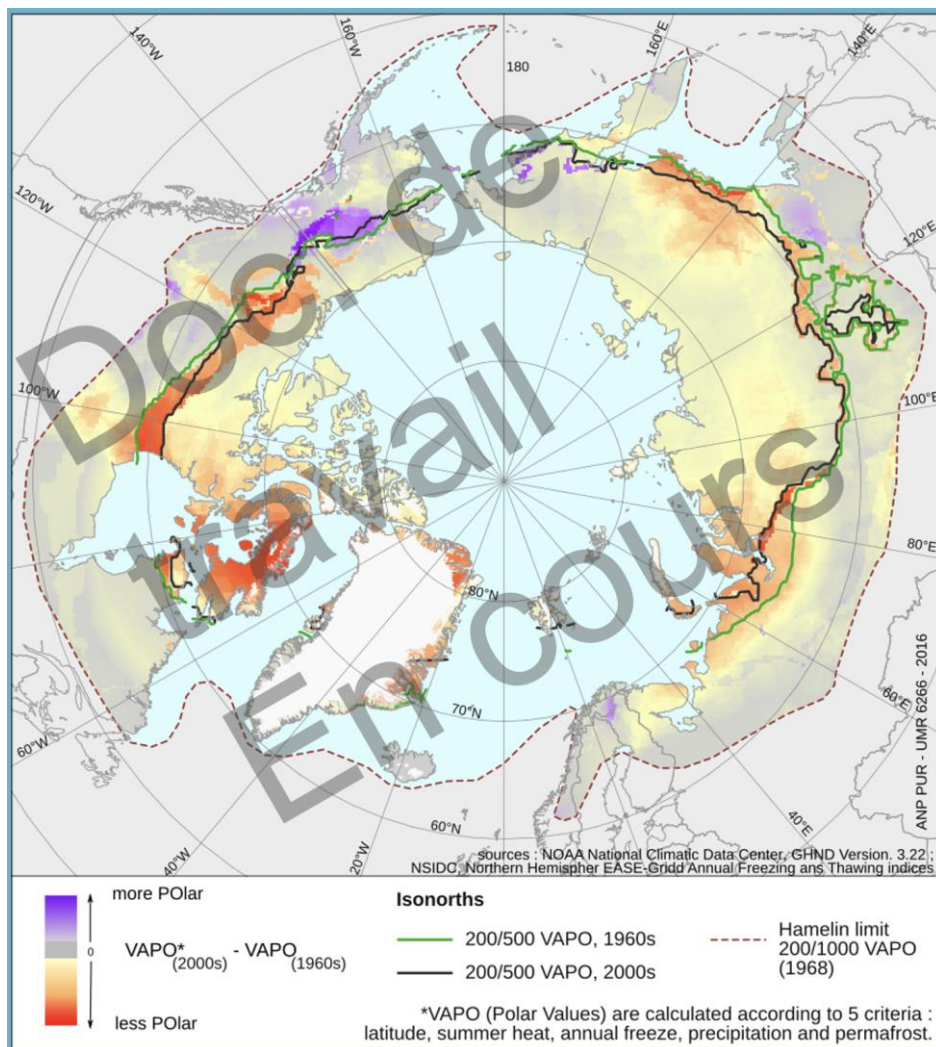 140°W
160°W
180
160°E
140°E
120°W
120°E
100°W
100°E
80°E
80°N
70°N
60°N
60°W
60°E
40°W
20°W
40°E
Doc. de
travail
En cours
ANP PUR - UMR 6266 - 2016
sources : NOAA National Climatic Data Center, GHND Version. 3.22 ;
NSIDC, Northern Hemispher EASE-Gridd Annual Freezing ans Thawing indices
more POlar
0
VAPO* (2000s) - VAPO (1960s)
less POlar
Isonorths
200/500 VAPO, 1960s
200/500 VAPO, 2000s
Hamelin limit
200/1000 VAPO
(1968)
*VAPO (Polar Values) are calculated according to 5 criteria :
latitude, summer heat, annual freeze, precipitation and permafrost.